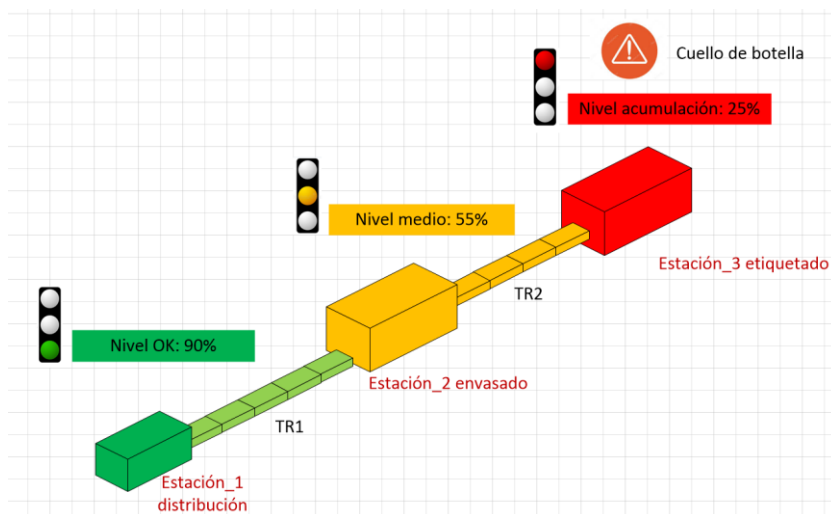 Cuello de botella
Nivel acumulación: 25%
Nivel medio: 55%
Estación_3 etiquetado
TR2
Nivel OK: 90%
Estación_2 envasado
TR1
Estación_1
distribución